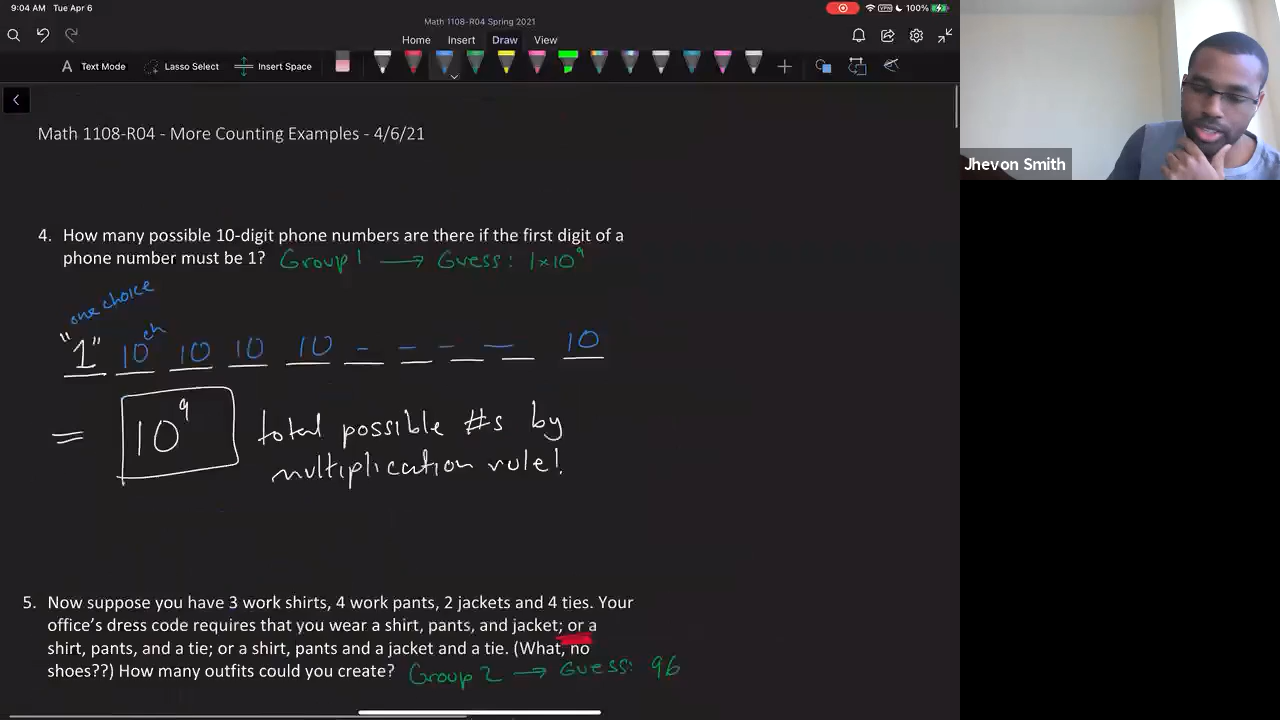 9:04 AM Tue Apr 6
100%
Math 1108-R04 Spring 2021
Home Insert Draw View
Text Mode Lasso Select Insert Space
Math 1108-R04 - More Counting Examples - 4/6/21
4. How many possible 10-digit phone numbers are there if the first digit of a
phone number must be 1? Group 1 → Guess: 1×10⁹
one choice
"1" 10 ch 10 10 10 - - - - 10
= 10⁹ total possible #s by
multiplication rule!
5. Now suppose you have 3 work shirts, 4 work pants, 2 jackets and 4 ties. Your
office's dress code requires that you wear a shirt, pants, and jacket; or a
shirt, pants, and a tie; or a shirt, pants and a jacket and a tie. (What, no
shoes??) How many outfits could you create? Group 2 → Guess: 96
Jhevon Smith